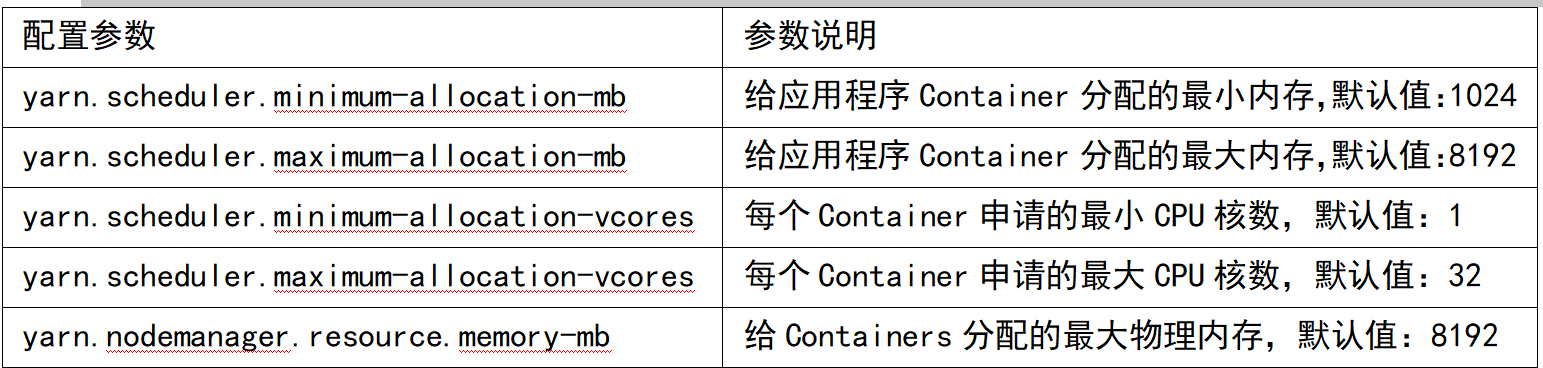 配置参数 参数说明
yarn.scheduler.minimum-allocation-mb 给应用程序 Container 分配的最小内存,默认值:1024
yarn.scheduler.maximum-allocation-mb 给应用程序 Container 分配的最大内存,默认值:8192
yarn.scheduler.minimum-allocation-vcores 每个 Container 申请的最小 CPU 核数，默认值：1
yarn.scheduler.maximum-allocation-vcores 每个 Container 申请的最大 CPU 核数，默认值：32
yarn.nodemanager.resource.memory-mb 给 Containers 分配的最大物理内存，默认值：8192